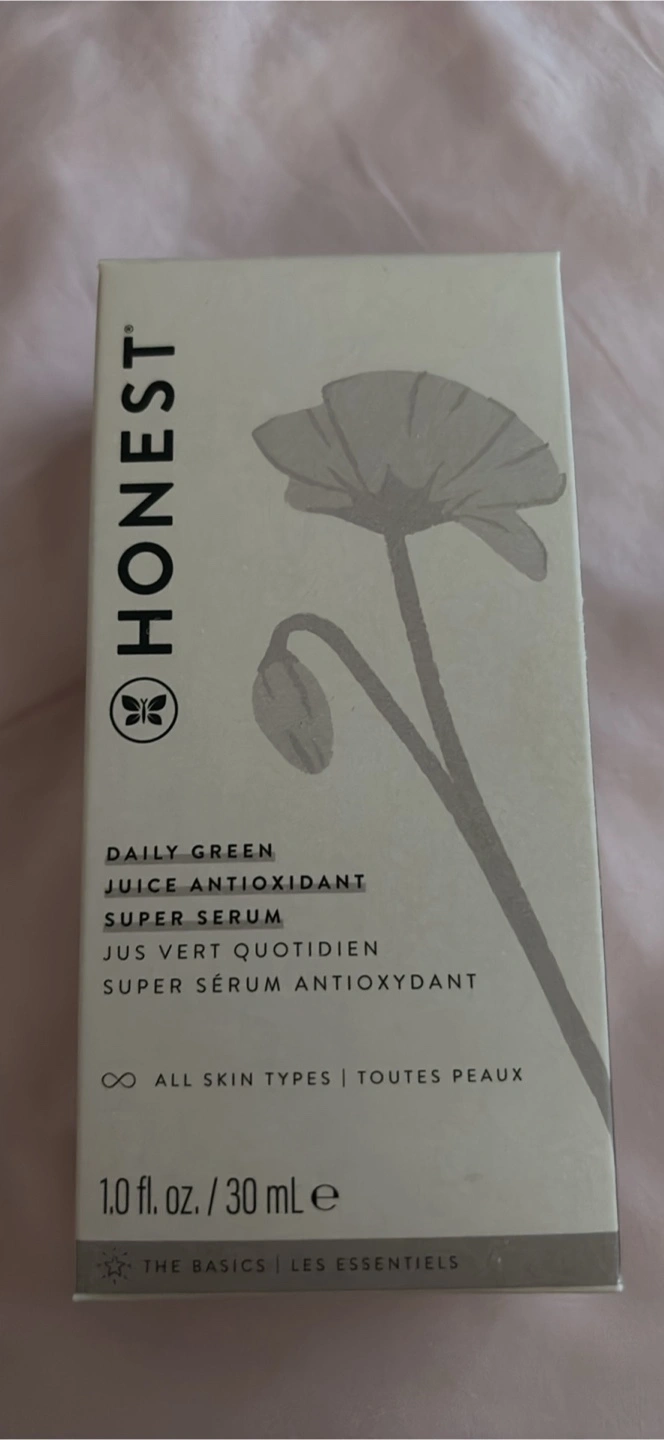 HONEST®
DAILY GREEN
JUICE ANTIOXIDANT
SUPER SERUM
JUS VERT QUOTIDIEN
SUPER SÉRUM ANTIOXYDANT
ALL SKIN TYPES | TOUTES PEAUX
1.0 fl. oz. / 30 mL ℮
THE BASICS | LES ESSENTIELS